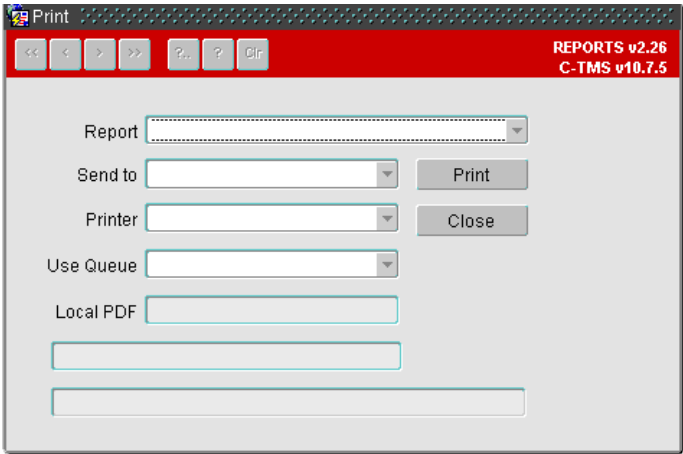 Print
<< < > >> ?.. ? Clr
REPORTS v2.26
C-TMS v10.7.5
Report
Send to
Print
Printer
Close
Use Queue
Local PDF